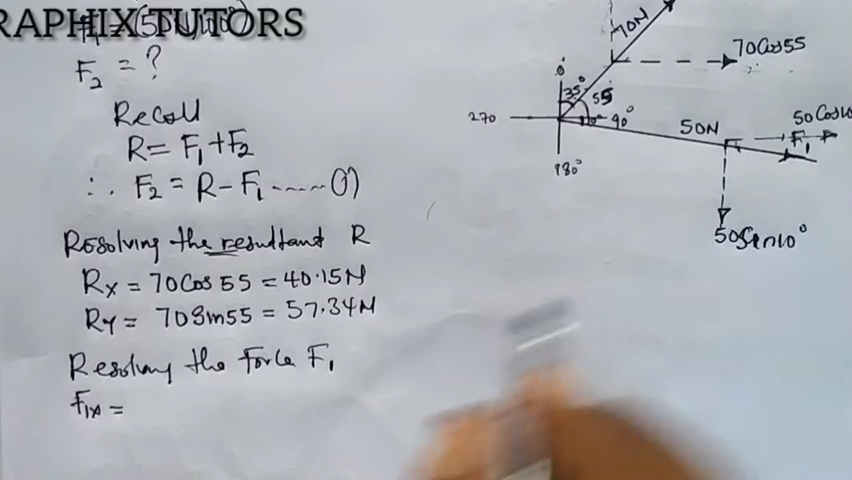 RAPHIX TUTORS
F₂ = ?
Recall
R = F₁ + F₂
∴ F₂ = R - F₁ ----- (1)
Resolving the resultant R
Rx = 70Cos 55 = 40.15N
Ry = 70Sin55 = 57.34N
Resolving the Force F₁
F₁x =
70N
70Cos55
0°
35°
55
270
10°
90°
180°
50N
F₁
50Sin10°